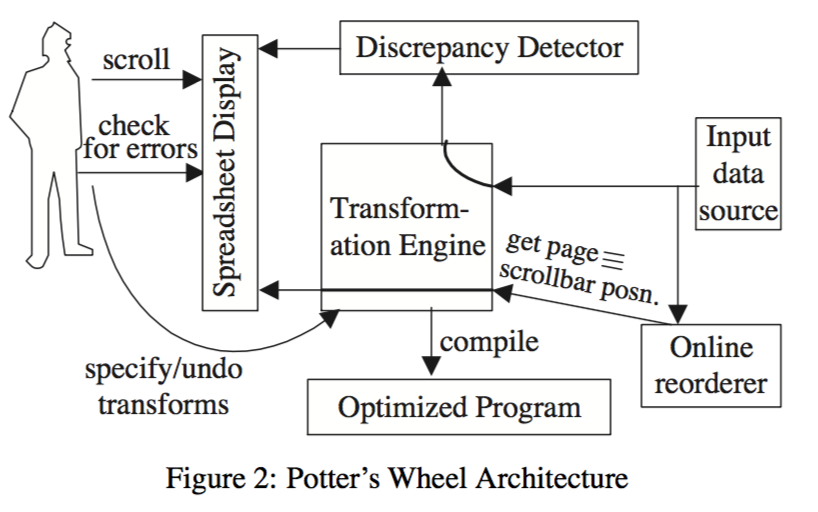 scroll
check
for errors
Spreadsheet Display
Discrepancy Detector
Input
data
source
Transform-
ation Engine
get page ≡
scrollbar posn.
Online
reorderer
compile
specify/undo
transforms
Optimized Program
Figure 2: Potter's Wheel Architecture